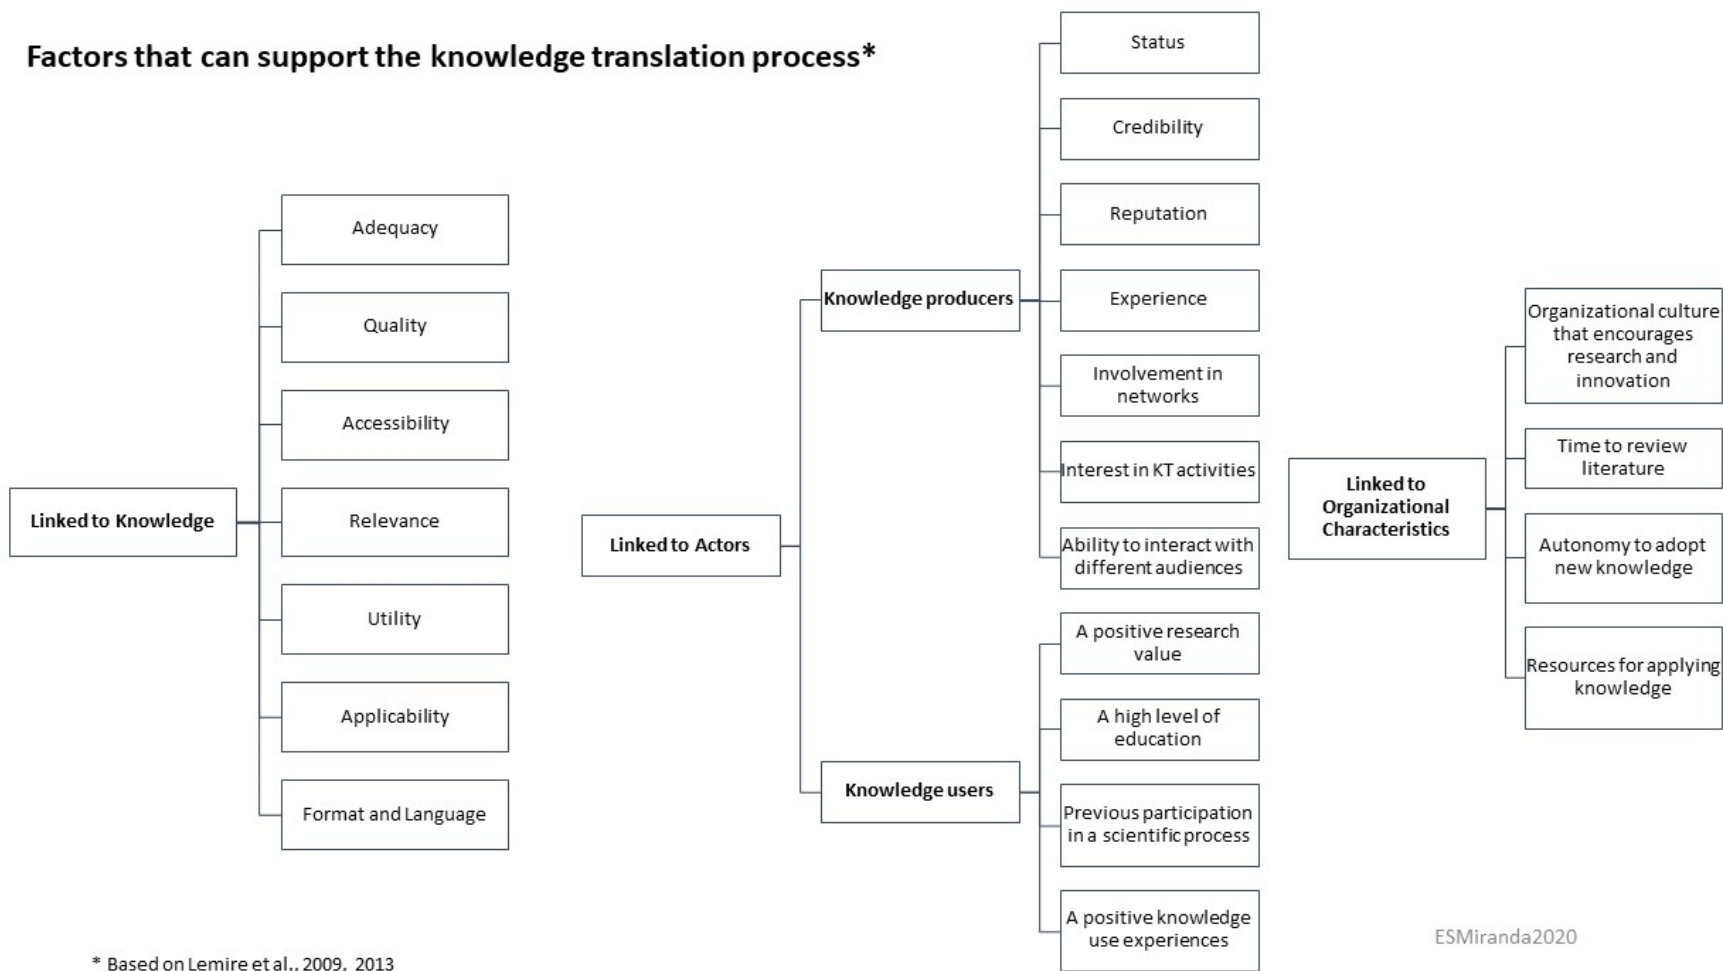 Factors that can support the knowledge translation process*
Linked to Knowledge
Adequacy
Quality
Accessibility
Relevance
Utility
Applicability
Format and Language
Linked to Actors
Knowledge producers
Status
Credibility
Reputation
Experience
Involvement in
networks
Interest in KT activities
Ability to interact with
different audiences
Knowledge users
A positive research
value
A high level of
education
Previous participation
in a scientific process
A positive knowledge
use experiences
Linked to
Organizational
Characteristics
Organizational culture
that encourages
research and
innovation
Time to review
literature
Autonomy to adopt
new knowledge
Resources for applying
knowledge
ESMiranda2020
* Based on Lemire et al., 2009, 2013